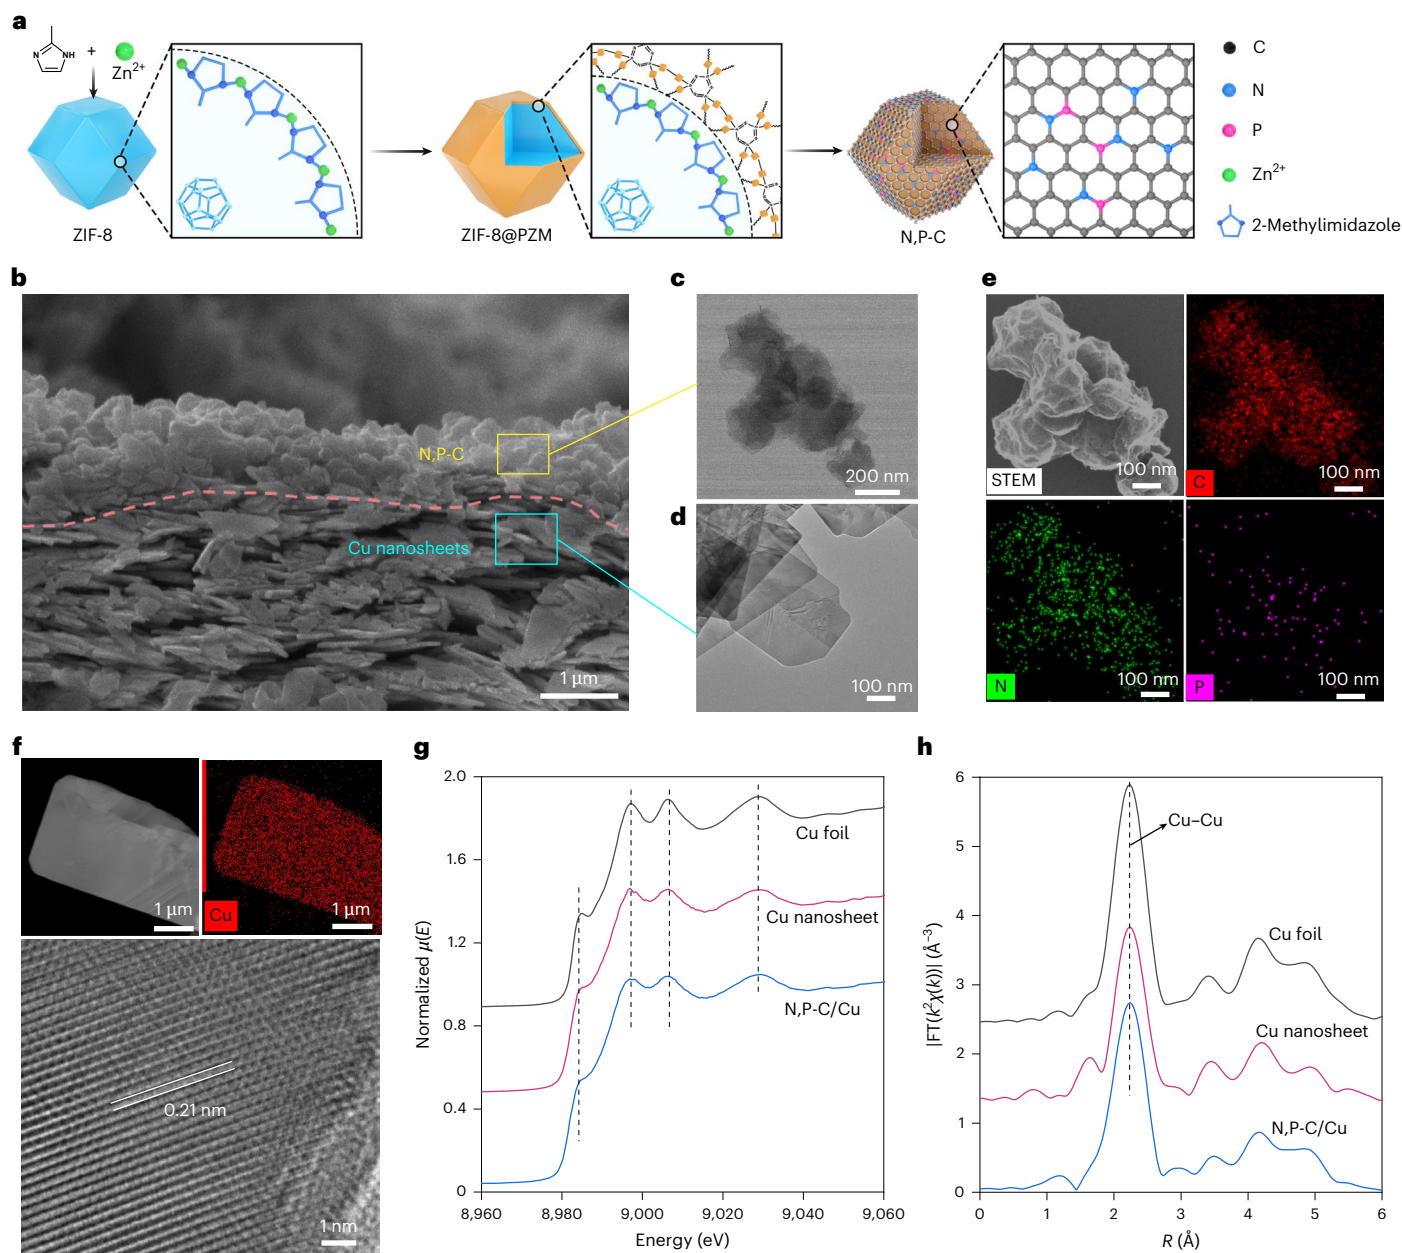 a
N
NH
+
Zn²⁺
ZIF-8
ZIF-8@PZM
N,P-C
C
N
P
Zn²⁺
2-Methylimidazole
b
N,P-C
Cu nanosheets
1 µm
c
200 nm
d
100 nm
e
STEM
100 nm
C
100 nm
N
100 nm
P
100 nm
f
1 µm
Cu
1 µm
0.21 nm
1 nm
g
Normalized µ(E)
2.0
1.6
1.2
0.8
0.4
0
Cu foil
Cu nanosheet
N,P-C/Cu
8,960
8,980
9,000
9,020
9,040
9,060
Energy (eV)
h
|FT(k²χ(k))| (Å⁻³)
6
5
4
3
2
1
0
Cu–Cu
Cu foil
Cu nanosheet
N,P-C/Cu
0
1
2
3
4
5
6
R (Å)